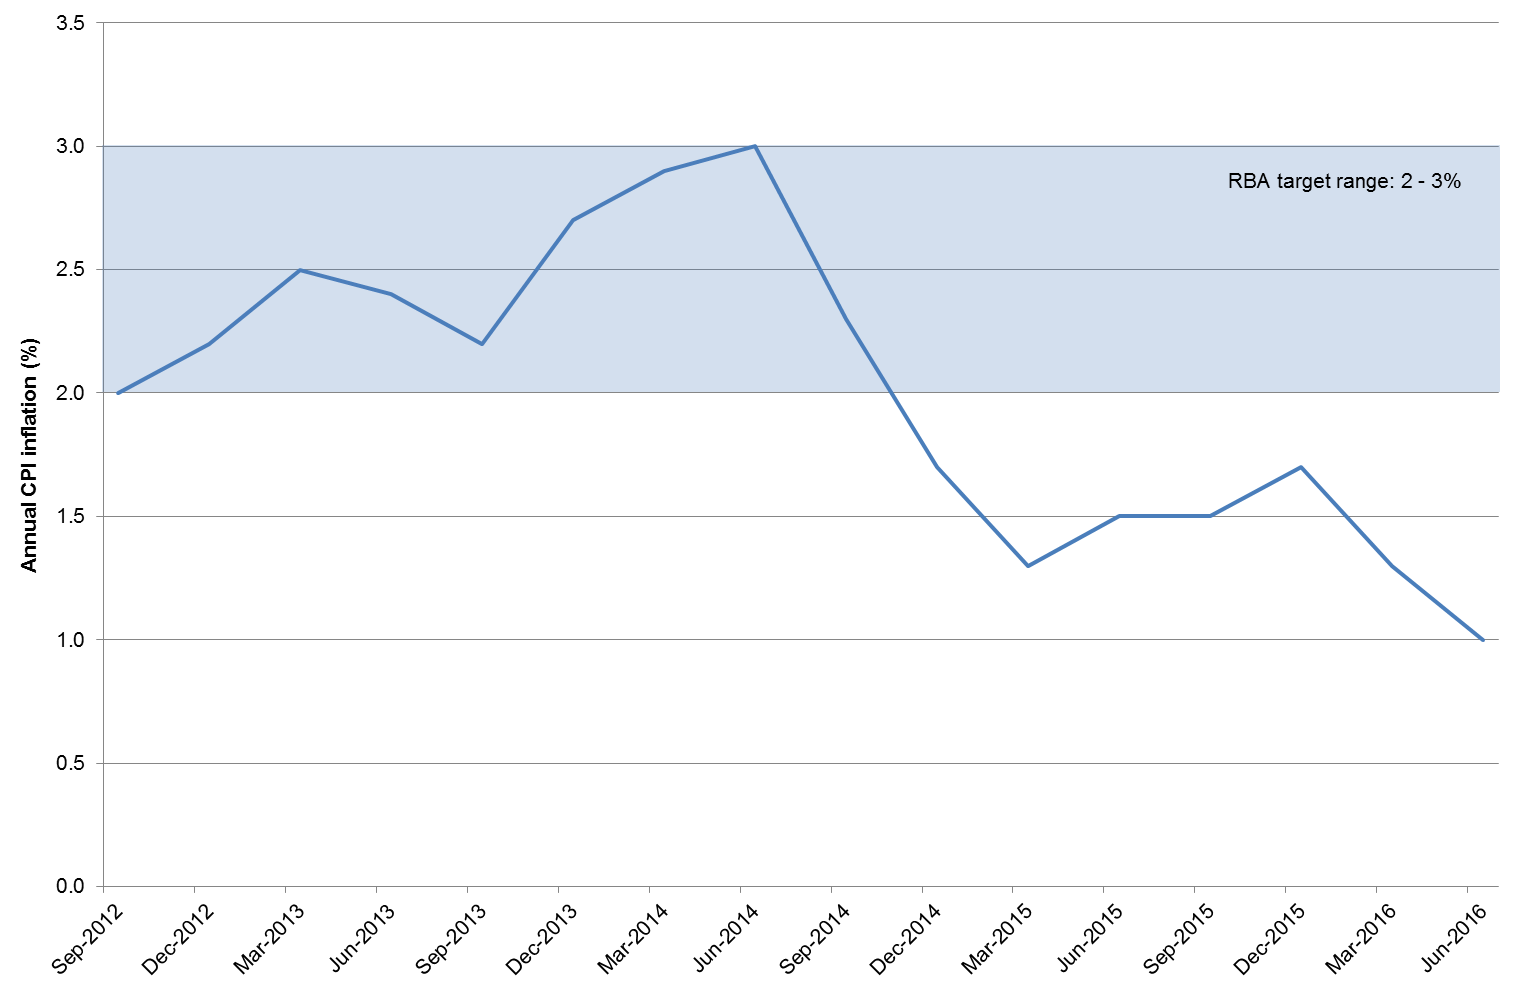 3.5
3.0
RBA target range: 2 - 3%
2.5
2.0
Annual CPI inflation (%)
1.5
1.0
0.5
0.0
Sep-2012
Dec-2012
Mar-2013
Jun-2013
Sep-2013
Dec-2013
Mar-2014
Jun-2014
Sep-2014
Dec-2014
Mar-2015
Jun-2015
Sep-2015
Dec-2015
Mar-2016
Jun-2016